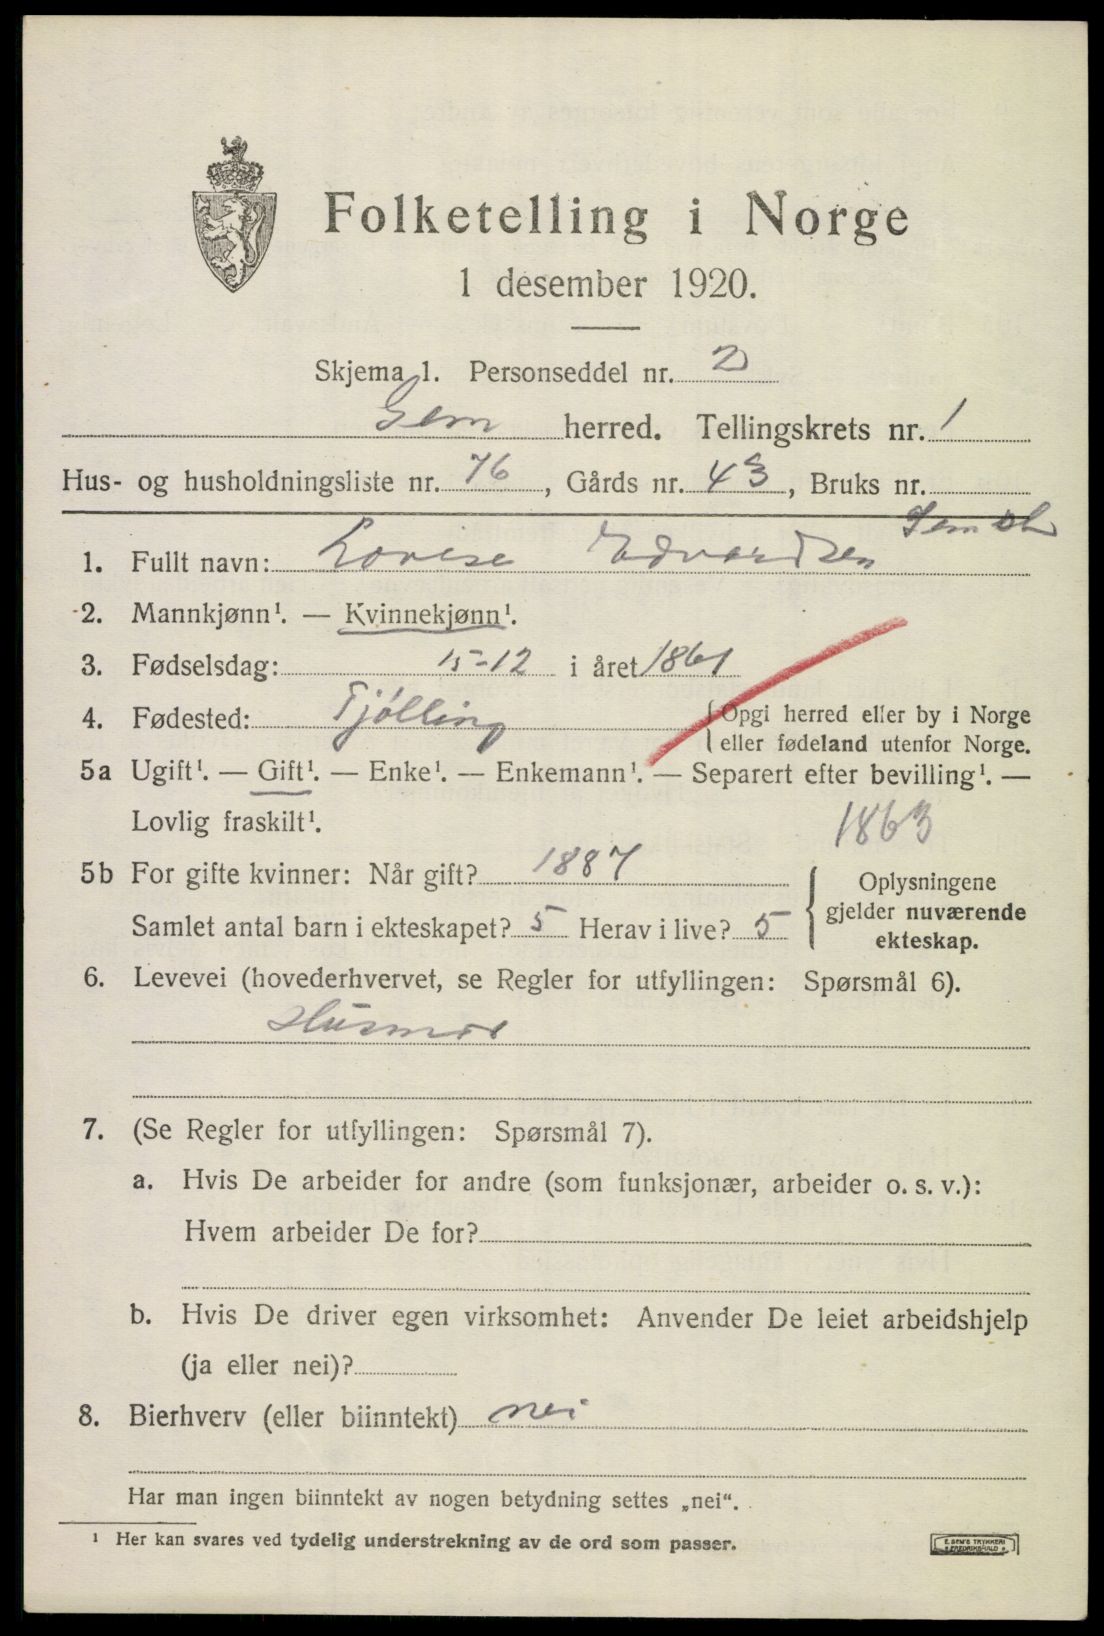 Folketelling i Norge
1 desember 1920.
Skjema 1. Personseddel nr. 2
Sem herred. Tellingskrets nr. 1
Hus- og husholdningsliste nr. 76, Gårds nr. 43, Bruks nr.
Sem
1. Fullt navn: Lovise Edvardsen
2. Mannkjønn¹. — Kvinnekjønn¹.
3. Fødselsdag: 15-12 i året 1861
4. Fødested: Tjølling {Opgi herred eller by i Norge
eller fødeland utenfor Norge.
5a Ugift¹. — Gift¹. — Enke¹. — Enkemann¹. — Separert efter bevilling¹. —
Lovlig fraskilt¹.
1863
5b For gifte kvinner: Når gift? 1887
Samlet antal barn i ekteskapet? 5 Herav i live? 5
{Oplysningene
gjelder nuværende
ekteskap.
6. Levevei (hovederhvervet, se Regler for utfyllingen: Spørsmål 6).
Husmor
7. (Se Regler for utfyllingen: Spørsmål 7).
a. Hvis De arbeider for andre (som funksjonær, arbeider o. s. v.):
Hvem arbeider De for?
b. Hvis De driver egen virksomhet: Anvender De leiet arbeidshjelp
(ja eller nei)?
8. Bierhverv (eller biinntekt) nei
Har man ingen biinntekt av nogen betydning settes „nei“.
¹ Her kan svares ved tydelig understrekning av de ord som passer.
E. SEM'S TRYKKERI
FREDRIKSHALD